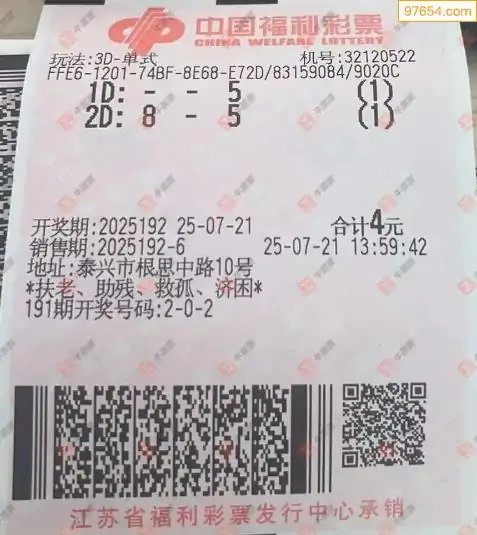 97654.com
中国福利彩票
CHINA WELFARE LOTTERY
玩法:3D-单式 机号:32120522
FFE6-1201-74BF-8E68-E72D/83159084/9020C
1D: - - 5 (1)
2D: 8 - 5 (1)
开奖期:2025192 25-07-21 合计4元
销售期:2025192-6 25-07-21 13:59:42
地址:泰兴市根思中路10号
*扶老、助残、救孤、济困*
191期开奖号码:2-0-2
江苏省福利彩票发行中心承销